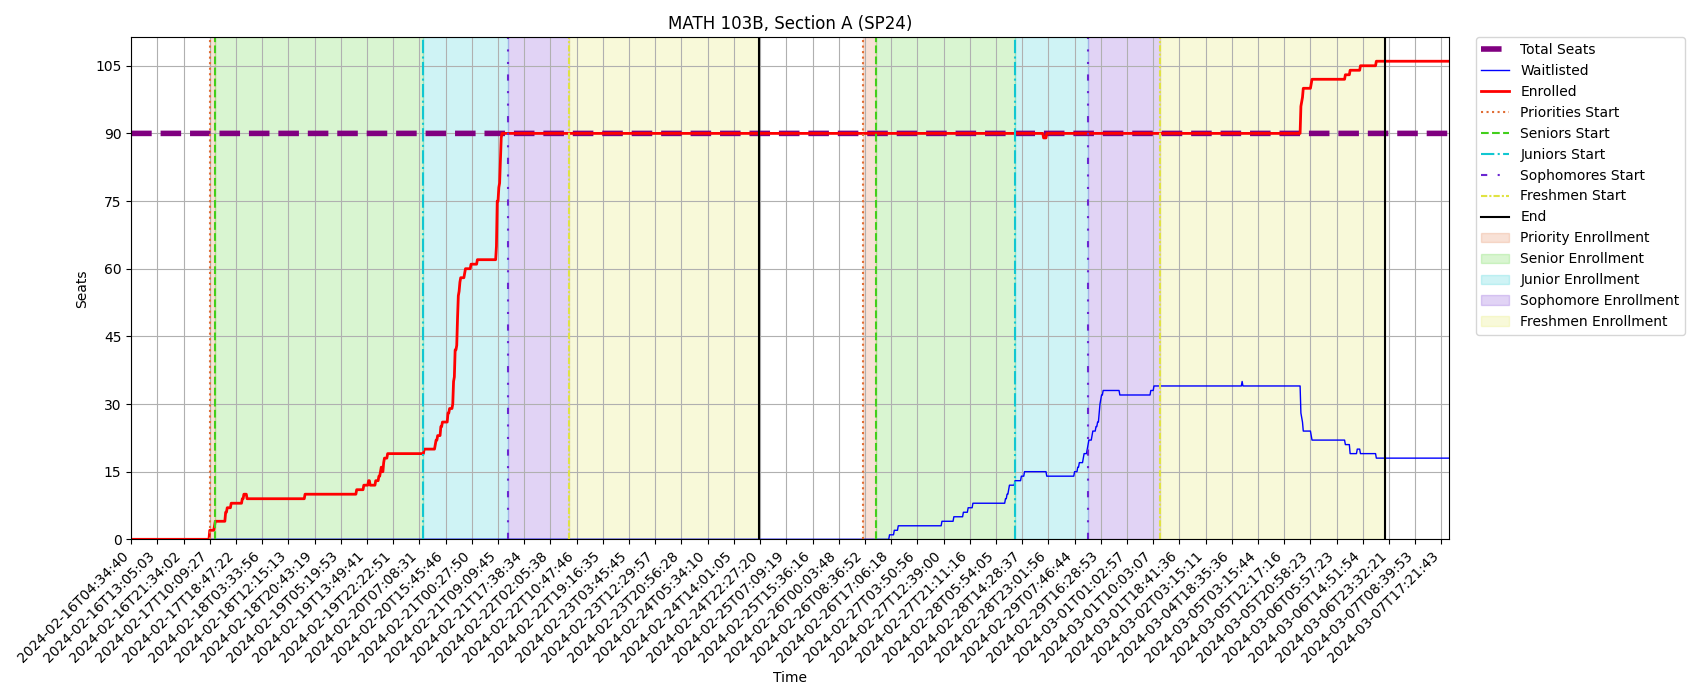 MATH 103B, Section A (SP24)
Total Seats
Waitlisted
Enrolled
Priorities Start
Seniors Start
Juniors Start
Sophomores Start
Freshmen Start
End
Priority Enrollment
Senior Enrollment
Junior Enrollment
Sophomore Enrollment
Freshmen Enrollment
Seats
105
90
75
60
45
30
15
0
2024-02-16T04:34:40
2024-02-16T13:05:03
2024-02-16T21:34:02
2024-02-17T10:09:27
2024-02-17T18:47:22
2024-02-18T03:33:56
2024-02-18T12:15:13
2024-02-18T20:43:19
2024-02-19T05:19:53
2024-02-19T13:49:41
2024-02-19T22:22:51
2024-02-20T07:08:31
2024-02-20T15:45:46
2024-02-21T00:27:50
2024-02-21T09:05:45
2024-02-21T17:38:34
2024-02-22T02:05:38
2024-02-22T10:47:46
2024-02-22T19:16:35
2024-02-23T03:45:45
2024-02-23T12:29:57
2024-02-23T20:56:28
2024-02-24T05:34:10
2024-02-24T14:01:05
2024-02-24T22:27:20
2024-02-25T07:09:19
2024-02-25T15:36:16
2024-02-26T00:03:48
2024-02-26T08:36:52
2024-02-26T17:06:18
2024-02-27T03:50:56
2024-02-27T12:39:00
2024-02-27T21:11:16
2024-02-28T05:54:05
2024-02-28T14:28:37
2024-02-28T23:01:56
2024-02-29T07:46:44
2024-02-29T16:28:53
2024-03-01T01:02:57
2024-03-01T10:03:07
2024-03-01T18:41:36
2024-03-02T03:15:11
2024-03-04T18:35:36
2024-03-05T03:15:44
2024-03-05T12:17:16
2024-03-05T20:58:23
2024-03-06T05:57:23
2024-03-06T14:51:54
2024-03-06T23:32:21
2024-03-07T08:39:53
2024-03-07T17:21:43
Time